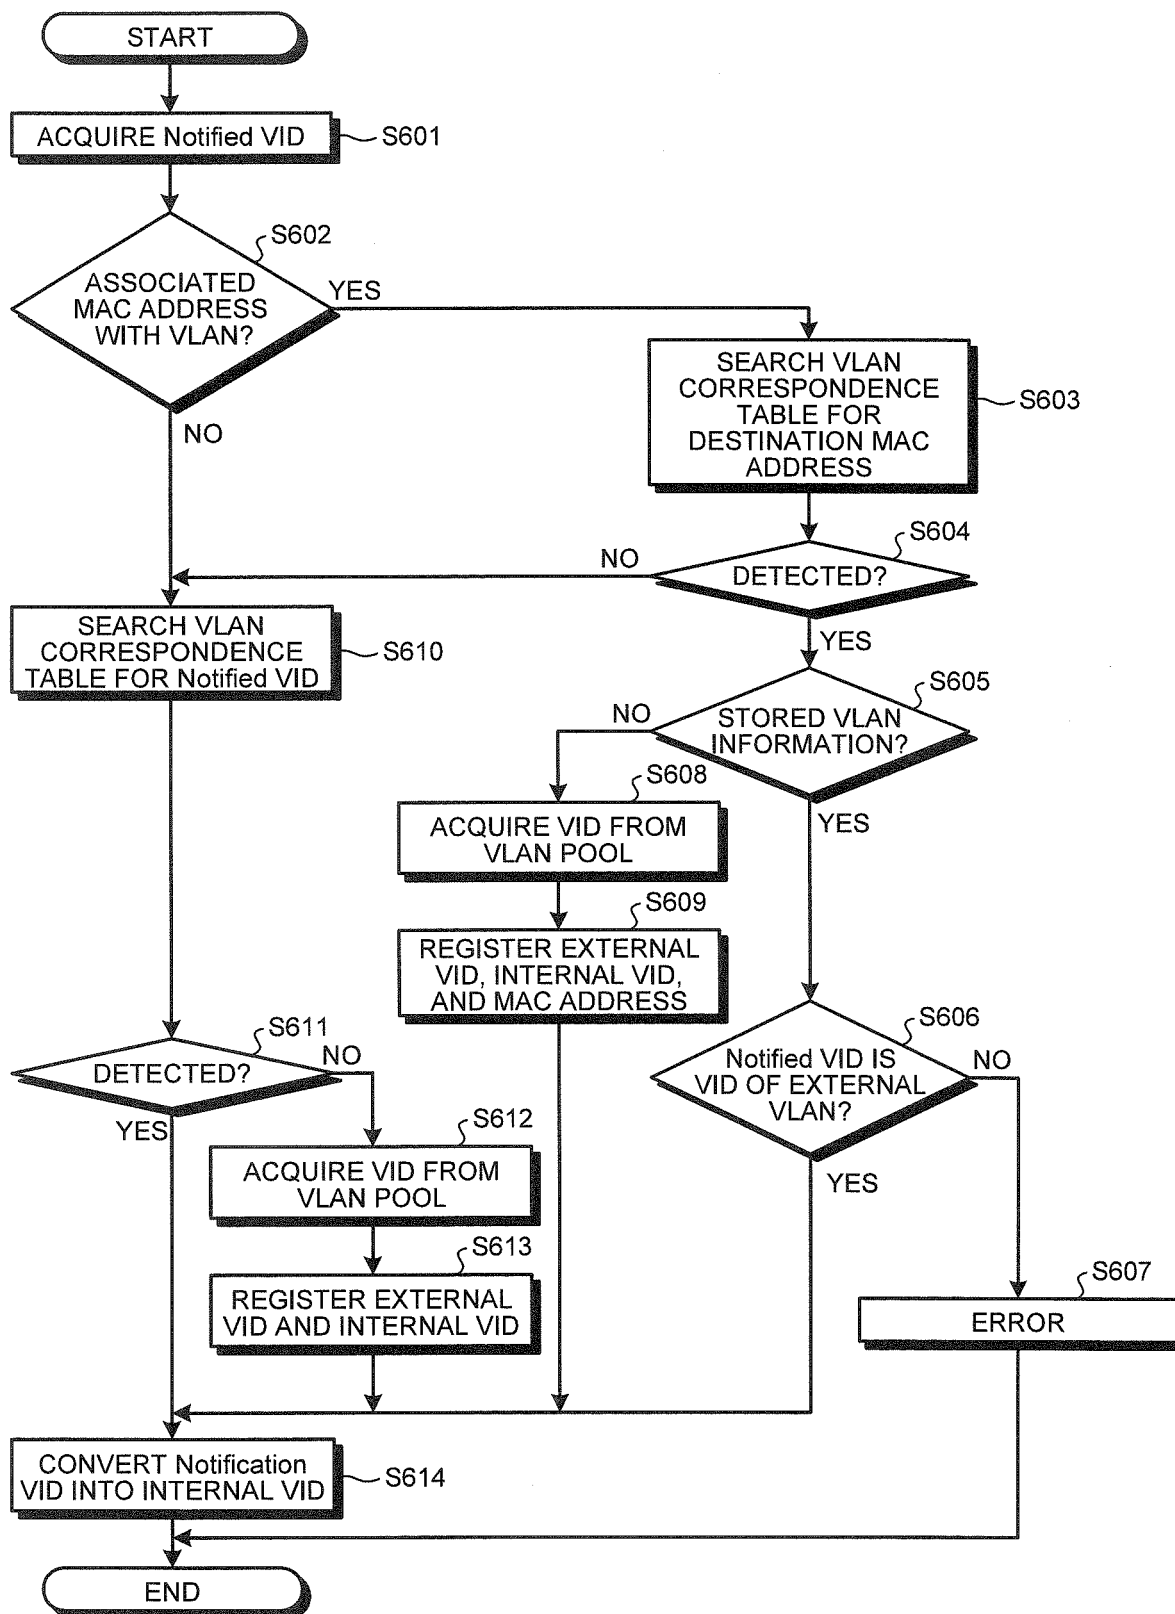 START
ACQUIRE Notified VID
S601
S602
ASSOCIATED
MAC ADDRESS
WITH VLAN?
YES
NO
SEARCH VLAN
CORRESPONDENCE
TABLE FOR
DESTINATION MAC
ADDRESS
S603
S604
DETECTED?
NO
YES
SEARCH VLAN
CORRESPONDENCE
TABLE FOR Notified VID
S610
S605
STORED VLAN
INFORMATION?
NO
YES
S608
ACQUIRE VID FROM
VLAN POOL
S609
REGISTER EXTERNAL
VID, INTERNAL VID,
AND MAC ADDRESS
S606
Notified VID IS
VID OF EXTERNAL
VLAN?
NO
YES
S611
DETECTED?
NO
YES
S612
ACQUIRE VID FROM
VLAN POOL
S613
REGISTER EXTERNAL
VID AND INTERNAL VID
S607
ERROR
CONVERT Notification
VID INTO INTERNAL VID
S614
END